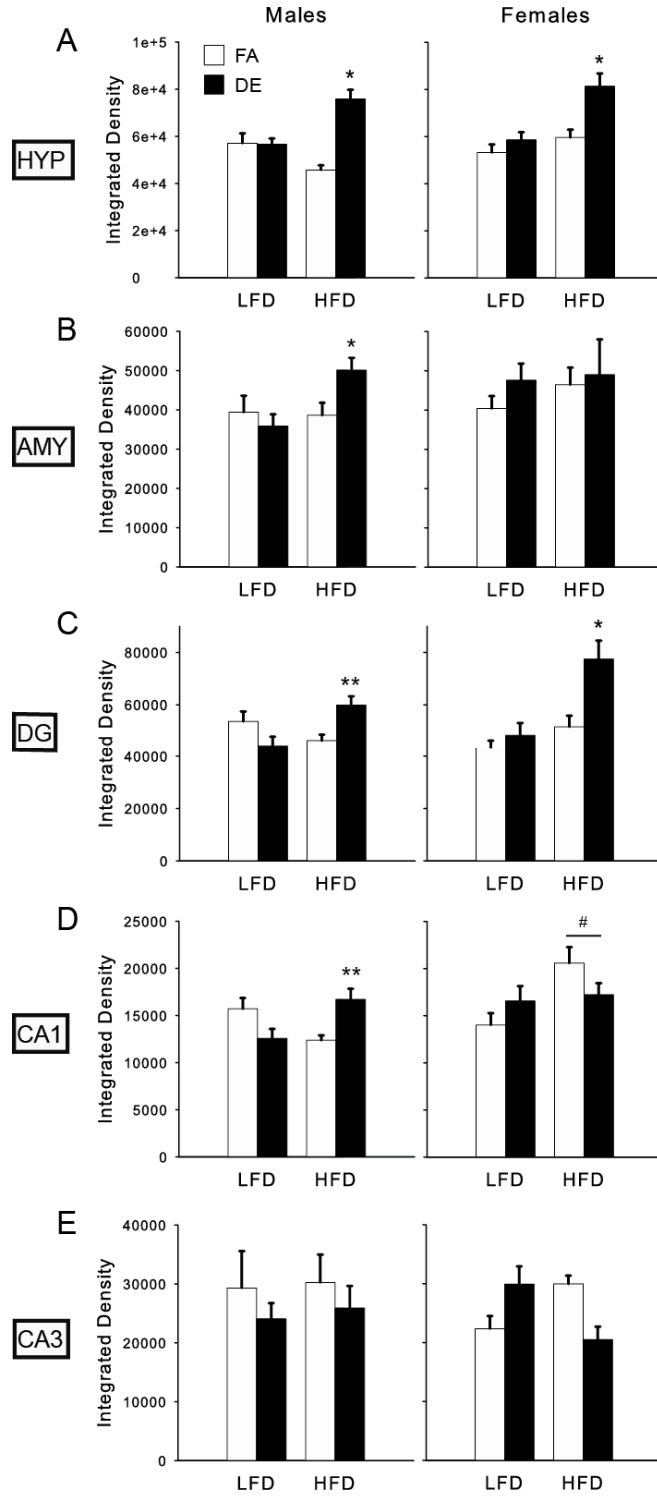 Males Females
A
HYP
Integrated Density
1e+5
8e+4
6e+4
4e+4
2e+4
0
FA
DE
*
*
LFD HFD LFD HFD
B
AMY
Integrated Density
60000
50000
40000
30000
20000
10000
0
*
LFD HFD LFD HFD
C
DG
Integrated Density
80000
60000
40000
20000
0
**
*
LFD HFD LFD HFD
D
CA1
Integrated Density
25000
20000
15000
10000
5000
0
**
#
LFD HFD LFD HFD
E
CA3
Integrated Density
40000
30000
20000
10000
0
LFD HFD LFD HFD